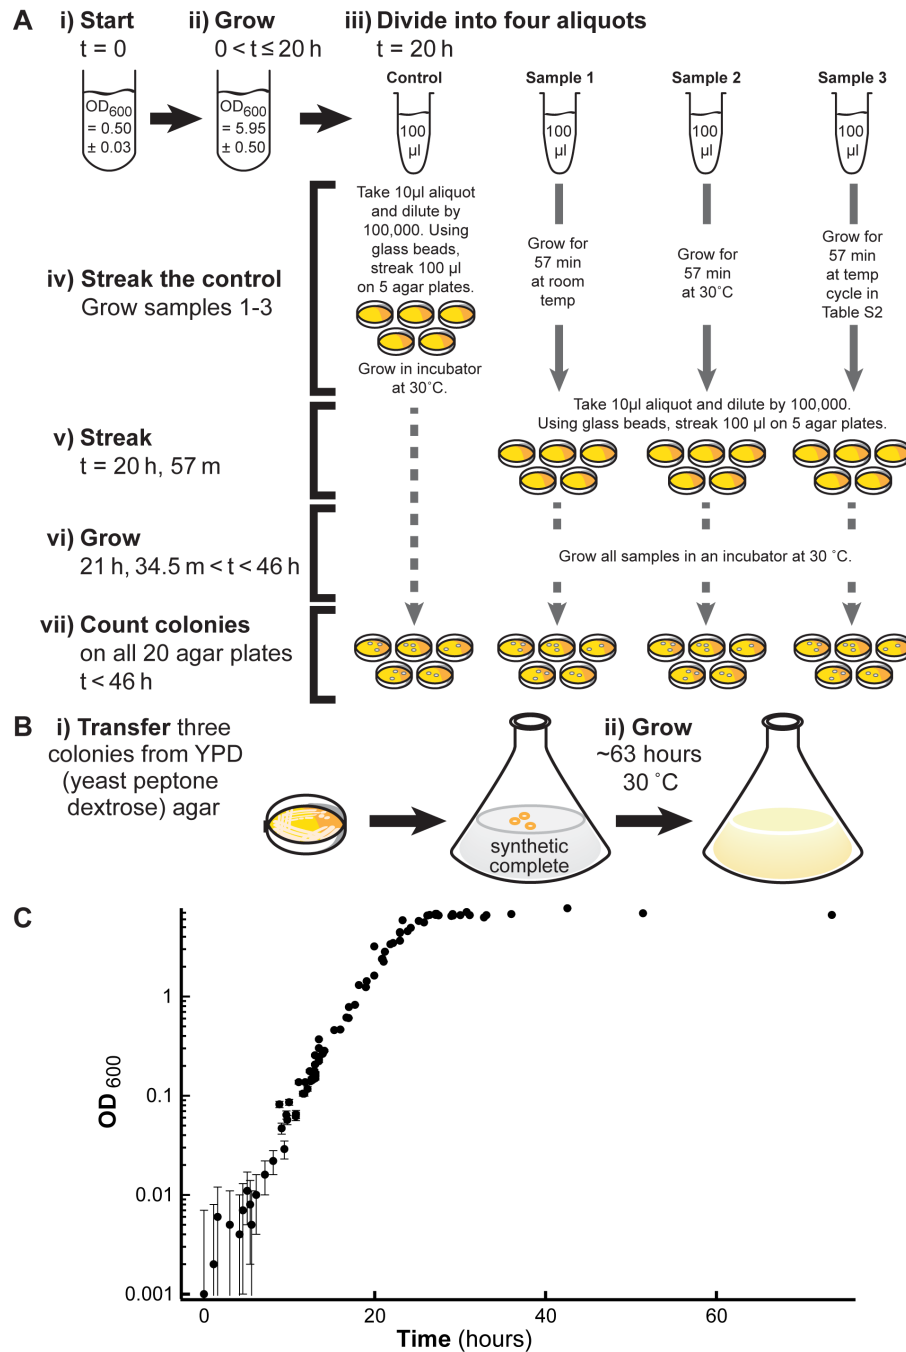 A
i) Start
t = 0
ii) Grow
0 < t ≤ 20 h
iii) Divide into four aliquots
t = 20 h
Control
Sample 1
Sample 2
Sample 3
OD600
= 0.50
± 0.03
OD600
= 5.95
± 0.50
100
µl
100
µl
100
µl
100
µl
iv) Streak the control
Grow samples 1-3
Take 10µl aliquot
and dilute by
100,000. Using
glass beads,
streak 100 µl
on 5 agar plates.
Grow in incubator
at 30˚C.
Grow for
57 min
at room
temp
Grow for
57 min
at 30˚C
Grow for
57 min
at temp
cycle in
Table S2
v) Streak
t = 20 h, 57 m
Take 10µl aliquot and dilute by 100,000.
Using glass beads, streak 100 µl on 5 agar plates.
vi) Grow
21 h, 34.5 m < t < 46 h
Grow all samples in an incubator at 30 ˚C.
vii) Count colonies
on all 20 agar plates
t < 46 h
B
i) Transfer three
colonies from YPD
(yeast peptone
dextrose) agar
synthetic
complete
ii) Grow
~63 hours
30 ˚C
C
OD600
1
0.1
0.01
0.001
0
20
40
60
Time (hours)